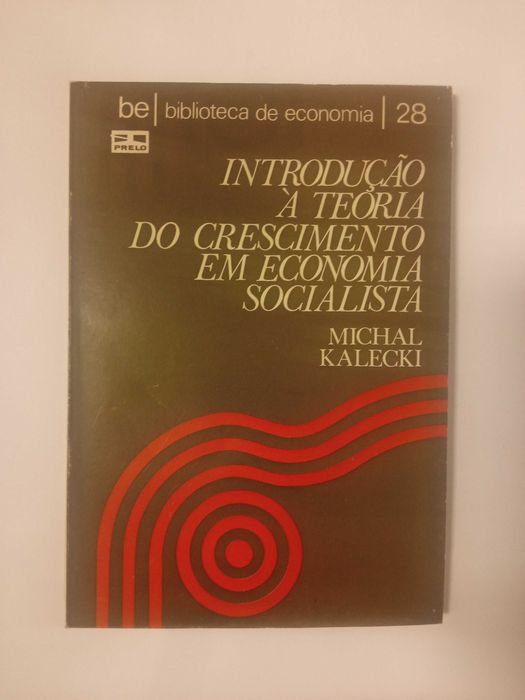 be| biblioteca de economia | 28
PRELO
INTRODUÇÃO
À TEORIA
DO CRESCIMENTO
EM ECONOMIA
SOCIALISTA
MICHAL
KALECKI